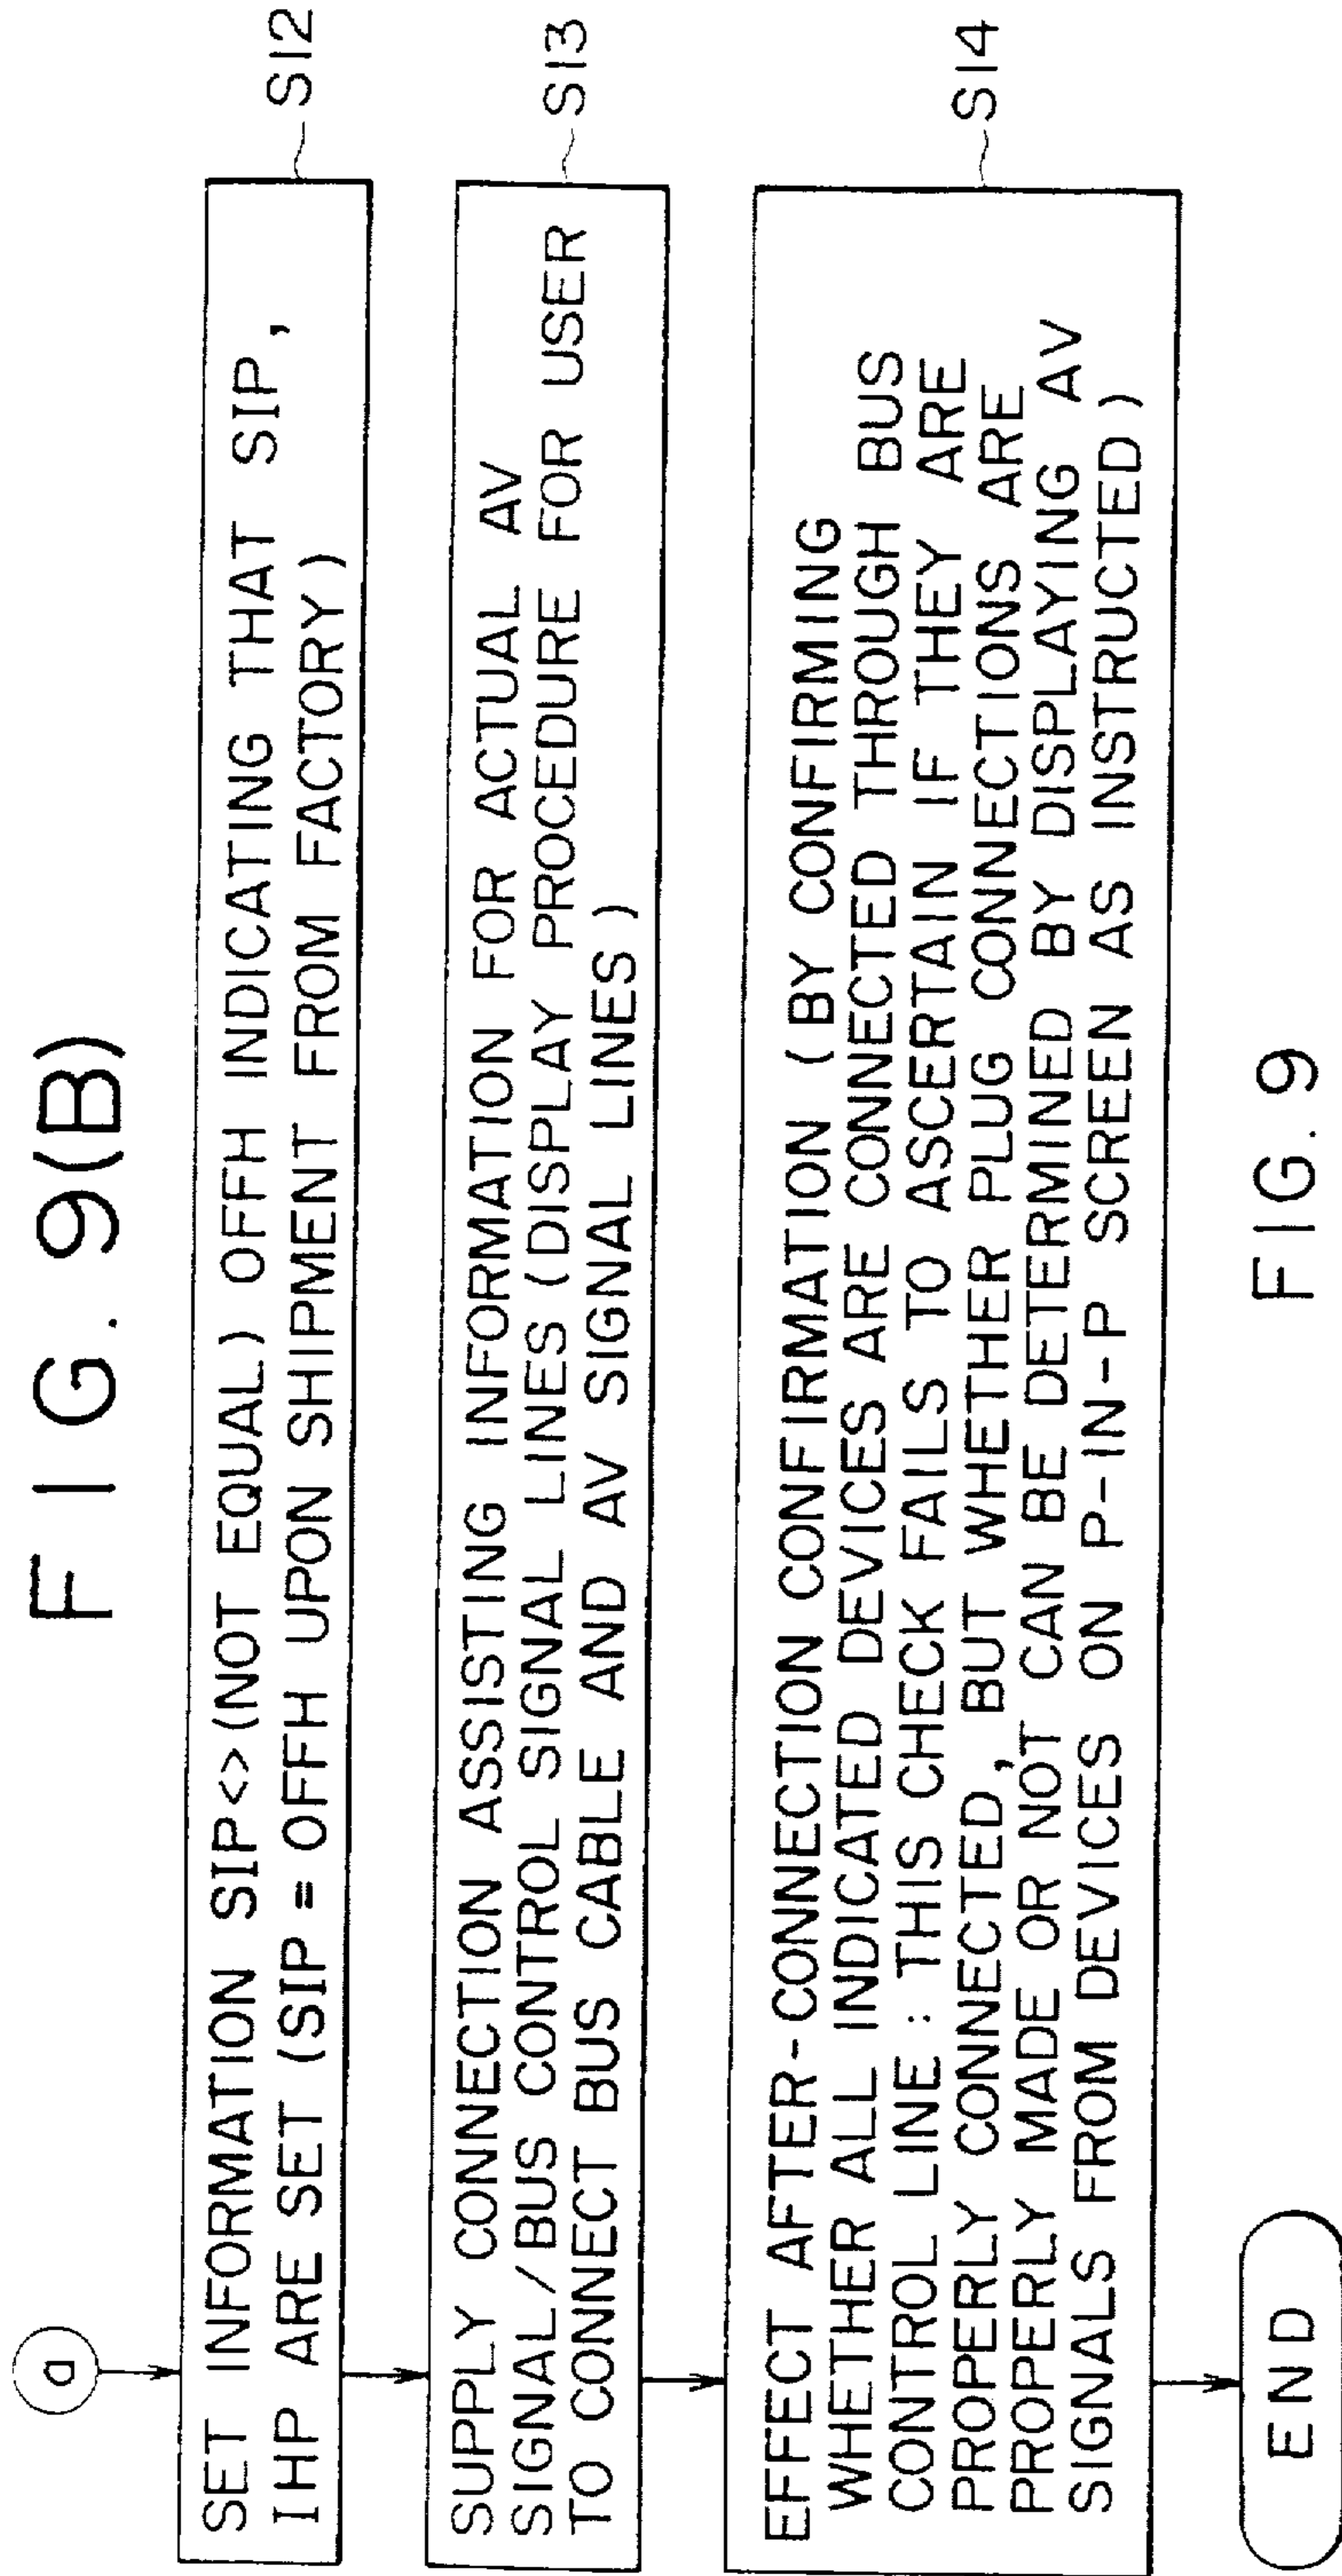 FIG. 9(B)
a
SET INFORMATION SIP<> (NOT EQUAL) OFFH INDICATING THAT SIP,
IHP ARE SET (SIP = OFFH UPON SHIPMENT FROM FACTORY)
S12
SUPPLY CONNECTION ASSISTING INFORMATION FOR ACTUAL AV
SIGNAL/BUS CONTROL SIGNAL LINES (DISPLAY PROCEDURE FOR USER
TO CONNECT BUS CABLE AND AV SIGNAL LINES)
S13
EFFECT AFTER-CONNECTION CONFIRMATION (BY CONFIRMING
WHETHER ALL INDICATED DEVICES ARE CONNECTED THROUGH BUS
CONTROL LINE : THIS CHECK FAILS TO ASCERTAIN IF THEY ARE
PROPERLY CONNECTED, BUT WHETHER PLUG CONNECTIONS ARE
PROPERLY MADE OR NOT CAN BE DETERMINED BY DISPLAYING AV
SIGNALS FROM DEVICES ON P-IN-P SCREEN AS INSTRUCTED)
S14
END
FIG. 9